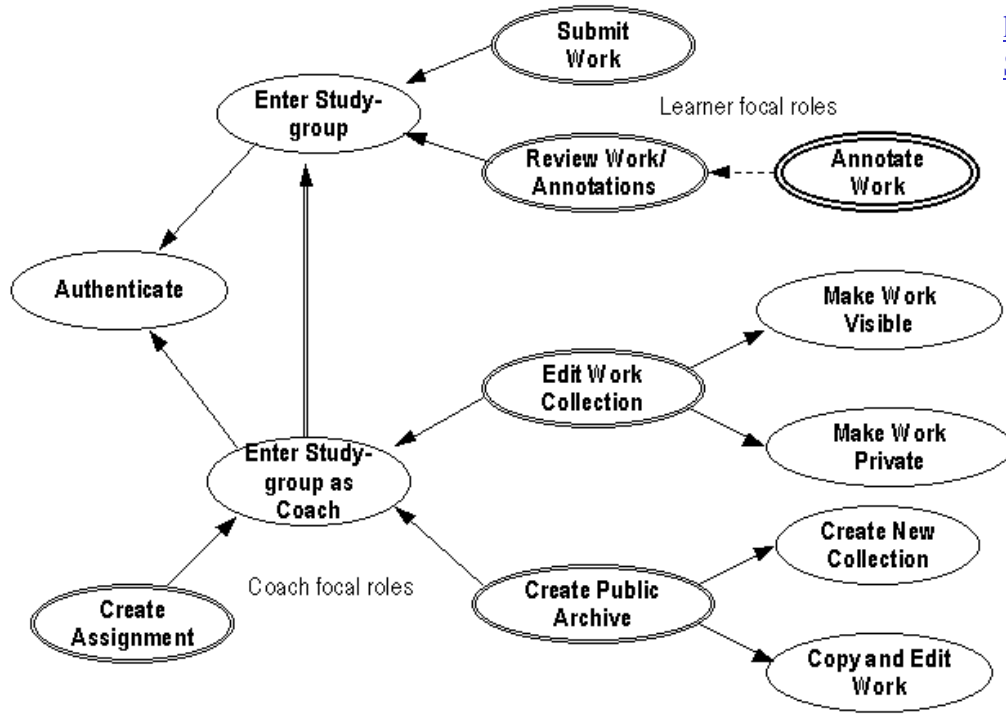 Submit
Work
Enter Study-
group
Learner focal roles
Review Work/
Annotations
Annotate
Work
Authenticate
Make Work
Visible
Edit Work
Collection
Make Work
Private
Enter Study-
group as
Coach
Create New
Collection
Coach focal roles
Create Public
Archive
Create
Assignment
Copy and Edit
Work